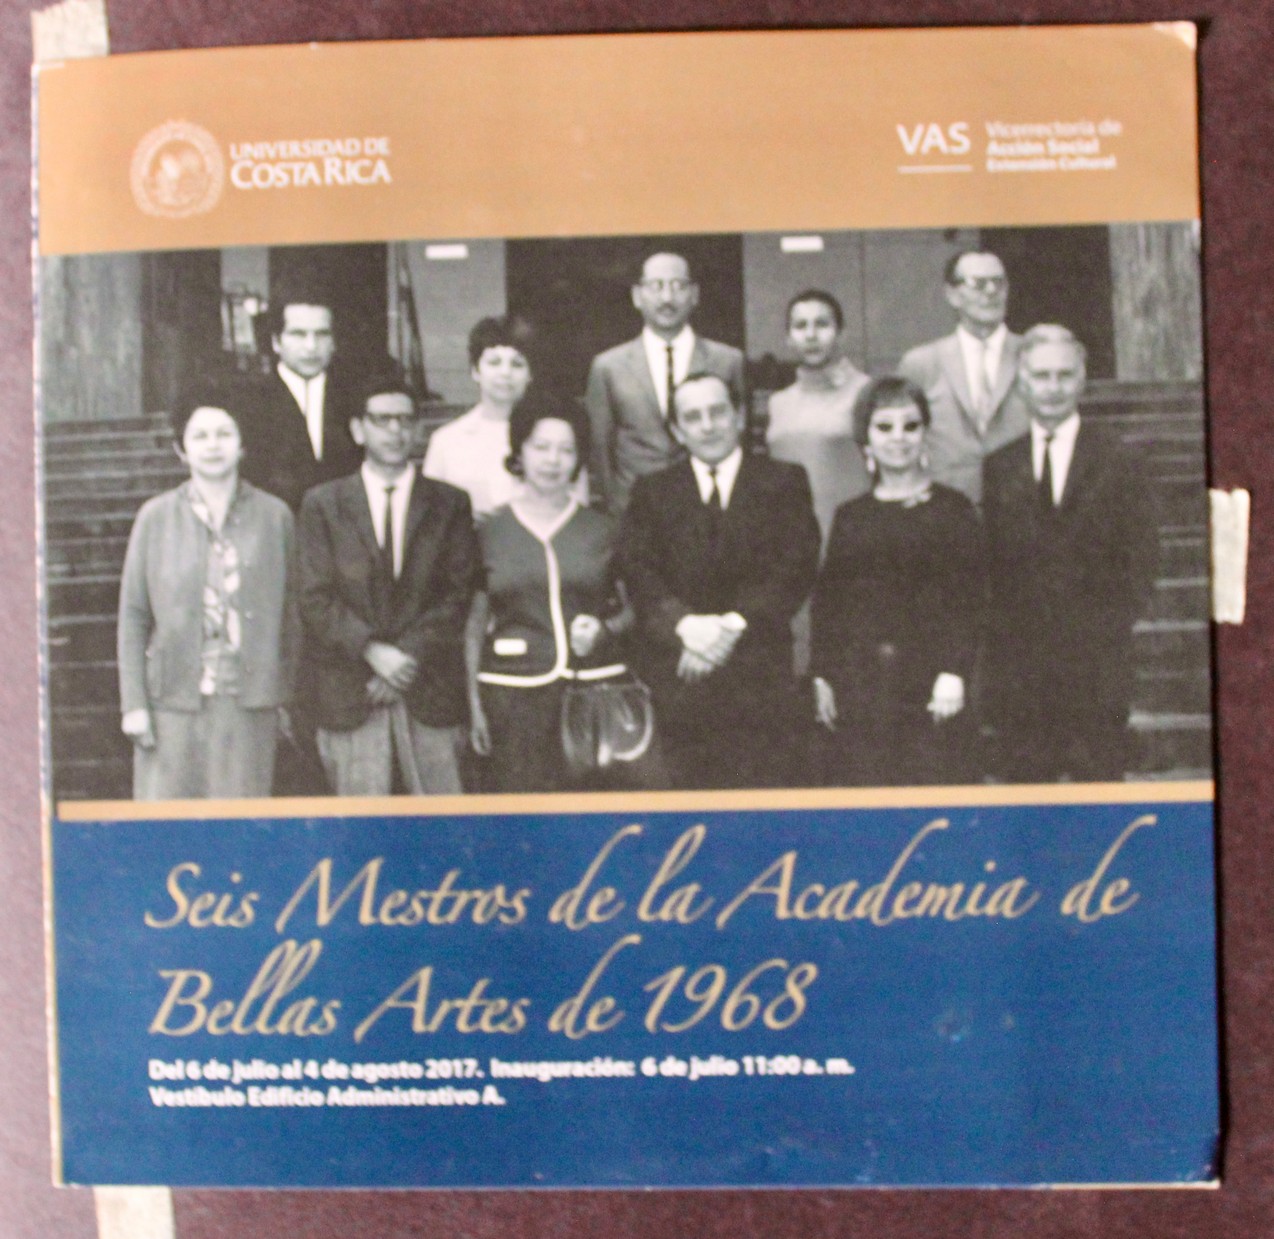 UNIVERSIDAD DE
COSTA RICA
VAS
Vicerrectoría de
Acción Social
Extensión Cultural
Seis Mestros de la Academia de
Bellas Artes de 1968
Del 6 de julio al 4 de agosto 2017. Inauguración: 6 de julio 11:00 a. m.
Vestíbulo Edificio Administrativo A.